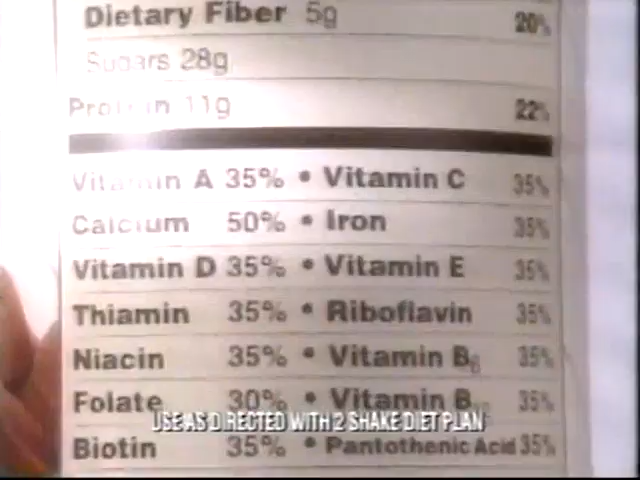 Dietary Fiber 5g 20%
Sugars 28g
Protein 11g 22%
Vitamin A 35% • Vitamin C 35%
Calcium 50% • Iron 35%
Vitamin D 35% • Vitamin E 35%
Thiamin 35% • Riboflavin 35%
Niacin 35% • Vitamin B6 35%
Folate 30% • Vitamin B 35%
USE AS DIRECTED WITH 2 SHAKE DIET PLAN
Biotin 35% • Pantothenic Acid 35%